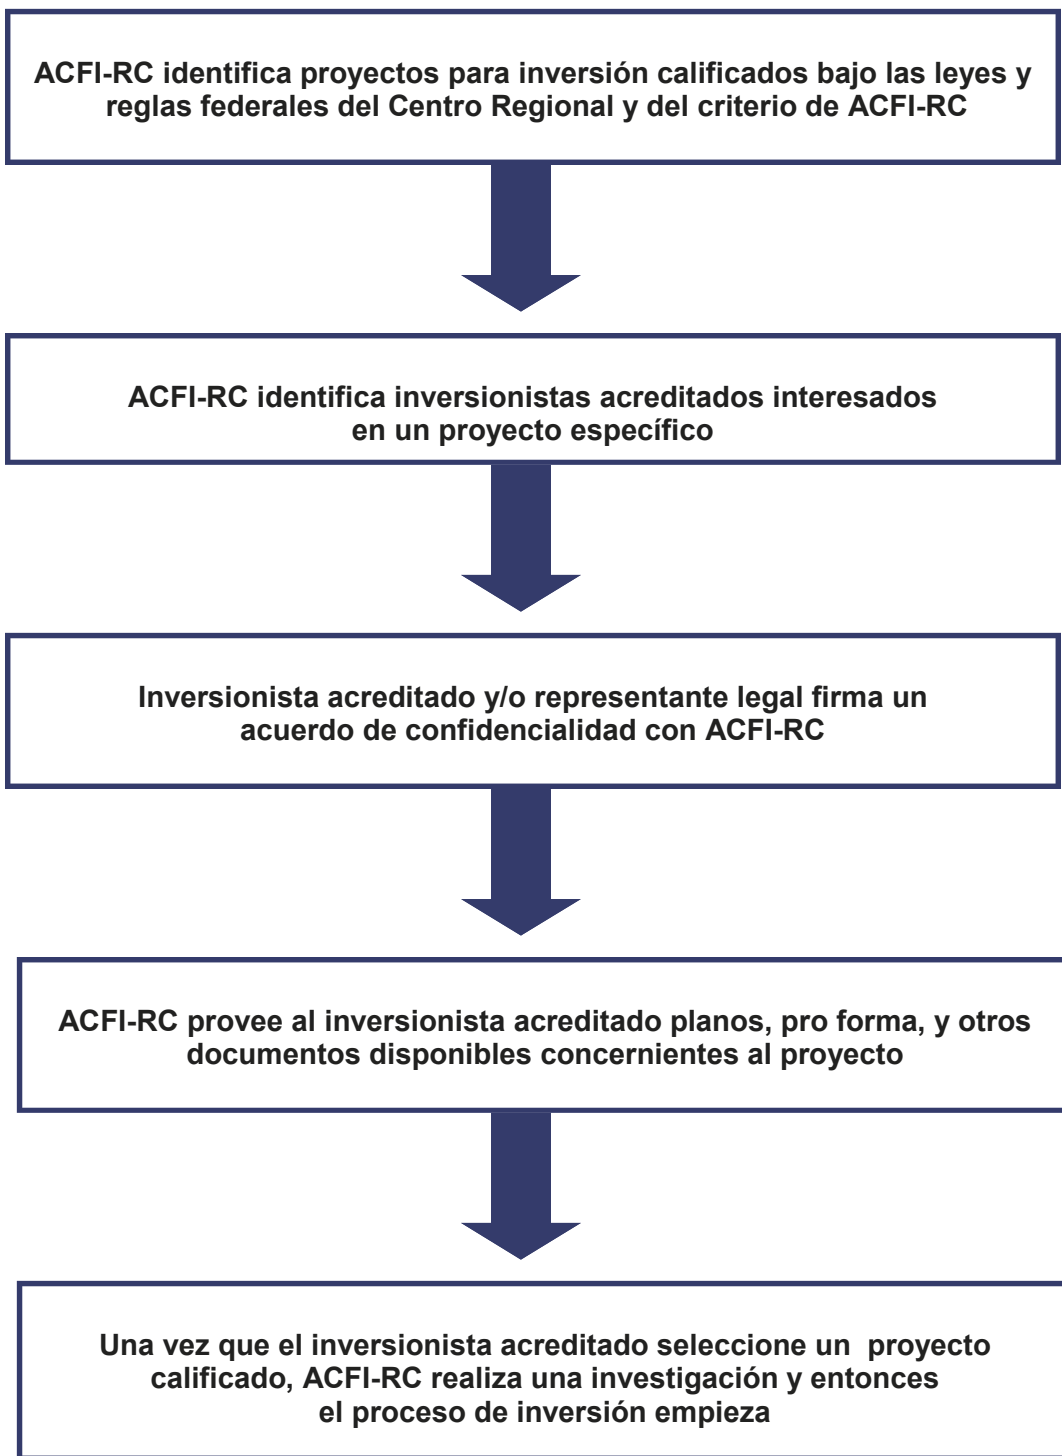 ACFI-RC identifica proyectos para inversión calificados bajo las leyes y
reglas federales del Centro Regional y del criterio de ACFI-RC
ACFI-RC identifica inversionistas acreditados interesados
en un proyecto específico
Inversionista acreditado y/o representante legal firma un
acuerdo de confidencialidad con ACFI-RC
ACFI-RC provee al inversionista acreditado planos, pro forma, y otros
documentos disponibles concernientes al proyecto
Una vez que el inversionista acreditado seleccione un  proyecto
calificado, ACFI-RC realiza una investigación y entonces
el proceso de inversión empieza